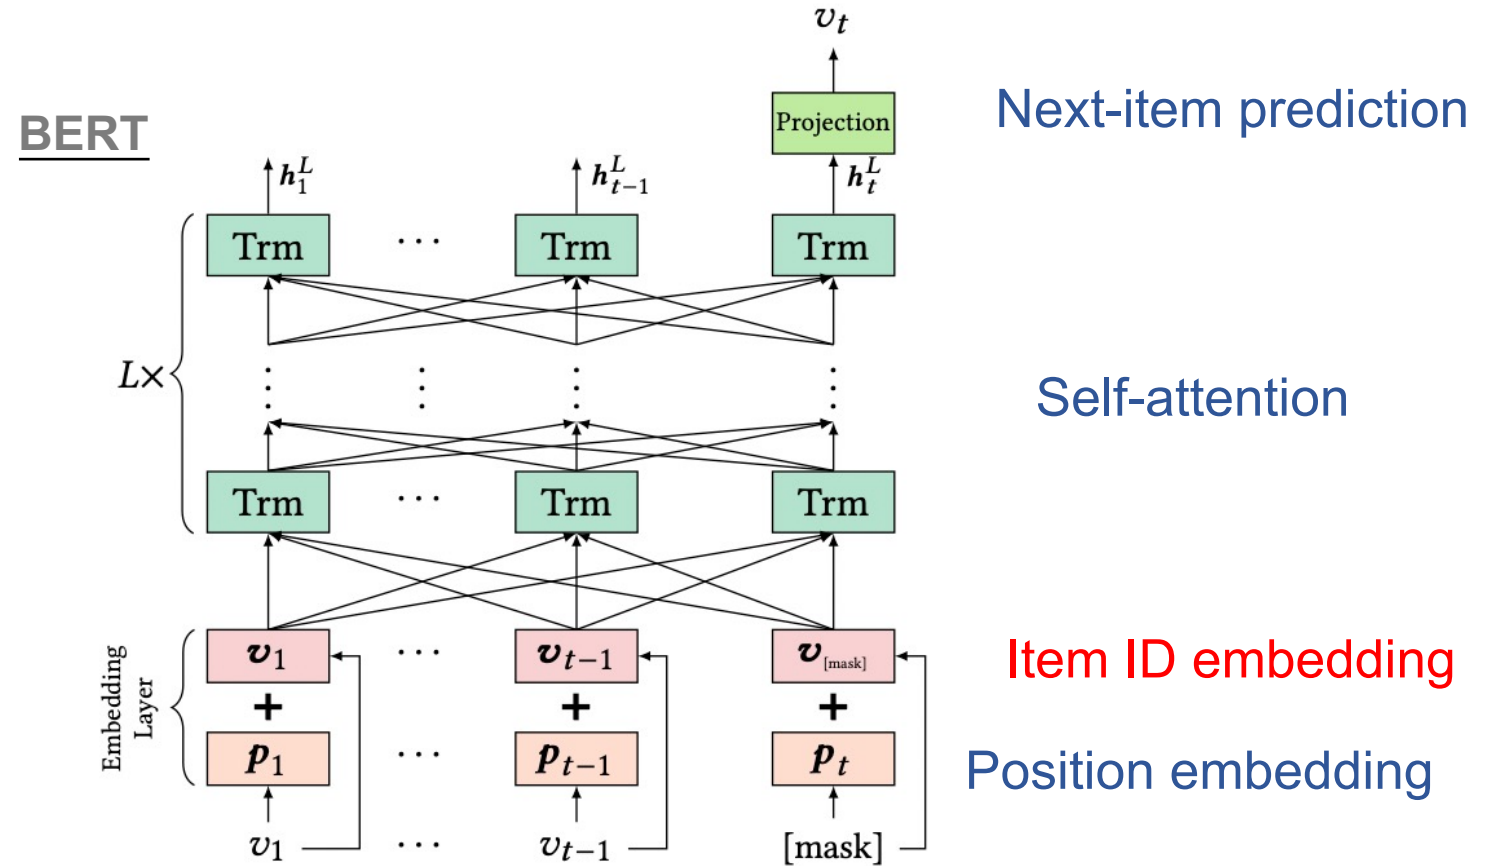 v_t
Projection
Next-item prediction
BERT
h_1^L
h_{t-1}^L
h_t^L
Trm
. . .
Trm
Trm
L×
Self-attention
Trm
. . .
Trm
Trm
Embedding
Layer
v_1
. . .
v_{t-1}
v_{[mask]}
Item ID embedding
+
+
+
p_1
. . .
p_{t-1}
p_t
Position embedding
v_1
. . .
v_{t-1}
[mask]